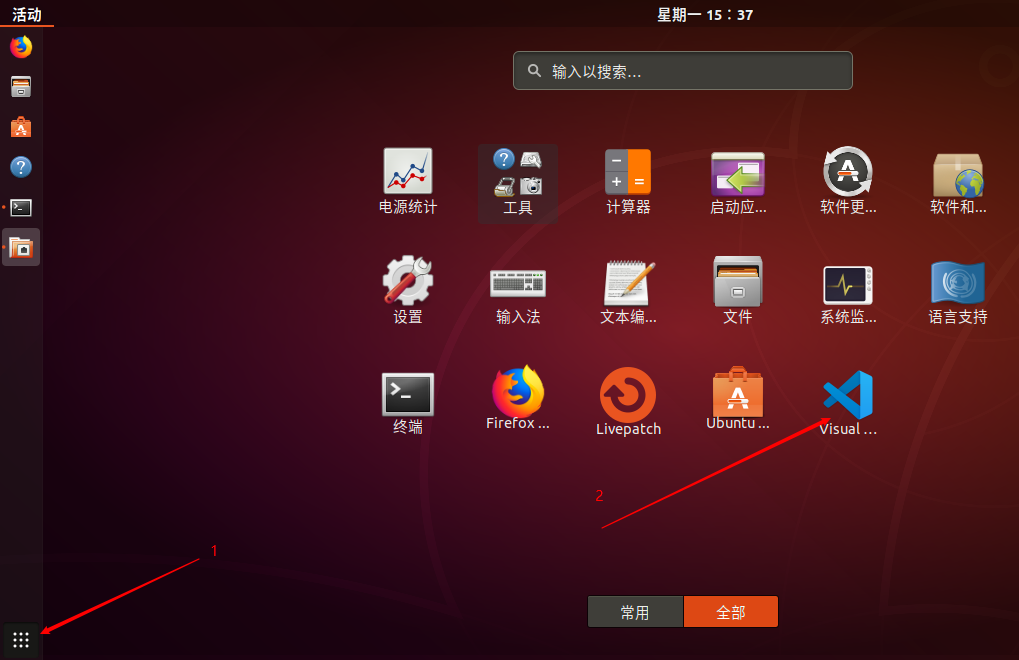 活动
星期一 15:37
输入以搜索...
电源统计
工具
计算器
启动应...
软件更...
软件和...
设置
输入法
文本编...
文件
系统监...
语言支持
终端
Firefox ...
Livepatch
Ubuntu ...
Visual ...
2
1
常用
全部